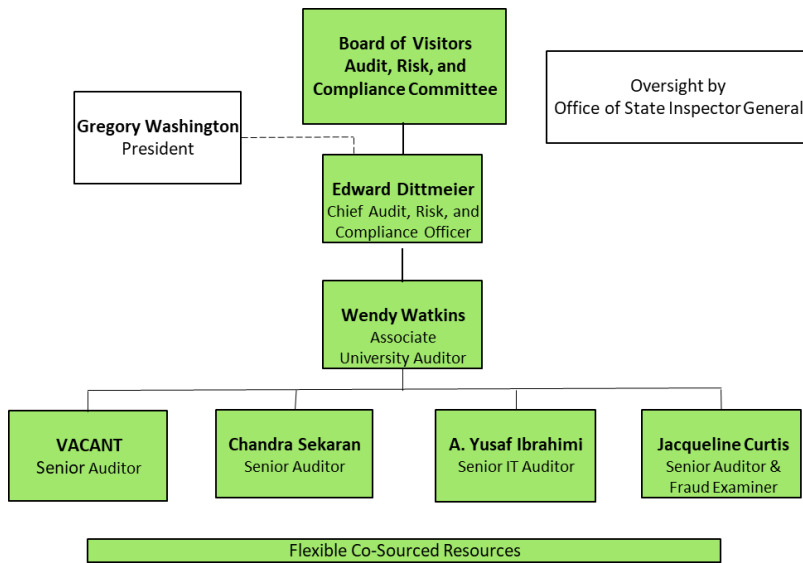 Board of Visitors
Audit, Risk, and
Compliance Committee
Oversight by
Office of State Inspector General
Gregory Washington
President
Edward Dittmeier
Chief Audit, Risk, and
Compliance Officer
Wendy Watkins
Associate
University Auditor
VACANT
Senior Auditor
Chandra Sekaran
Senior Auditor
A. Yusaf Ibrahimi
Senior IT Auditor
Jacqueline Curtis
Senior Auditor &
Fraud Examiner
Flexible Co-Sourced Resources